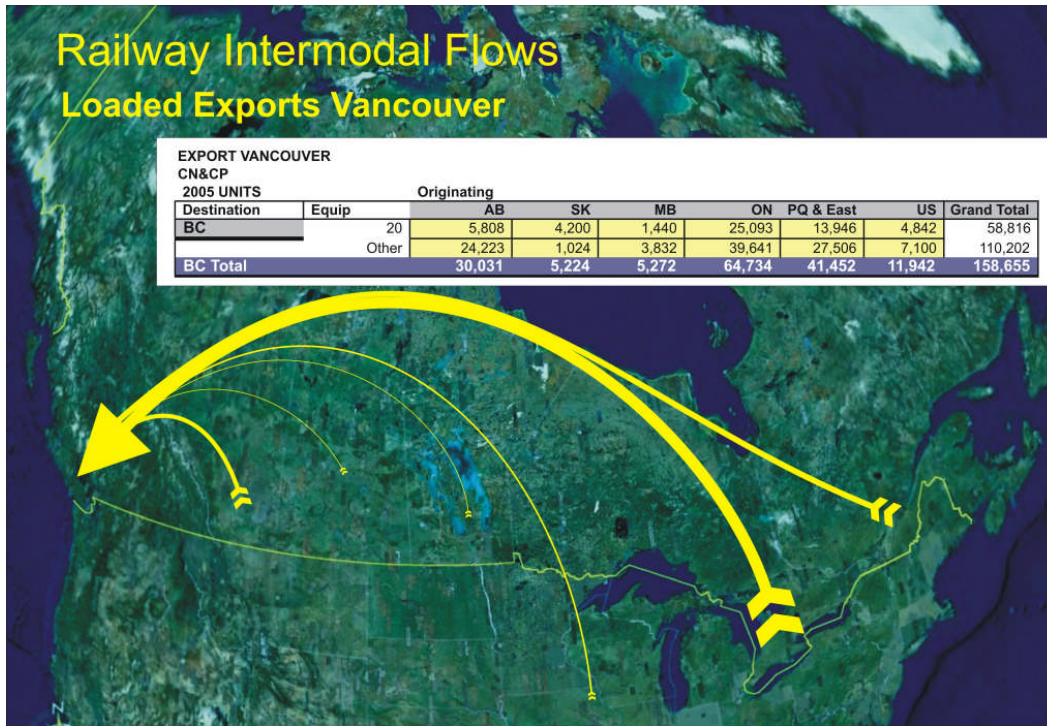 Railway Intermodal Flows
Loaded Exports Vancouver
EXPORT VANCOUVER
CN&CP
2005 UNITS Originating
Destination Equip AB SK MB ON PQ & East US Grand Total
BC 20 5,808 4,200 1,440 25,093 13,946 4,842 58,816
Other 24,223 1,024 3,832 39,641 27,506 7,100 110,202
BC Total 30,031 5,224 5,272 64,734 41,452 11,942 158,655